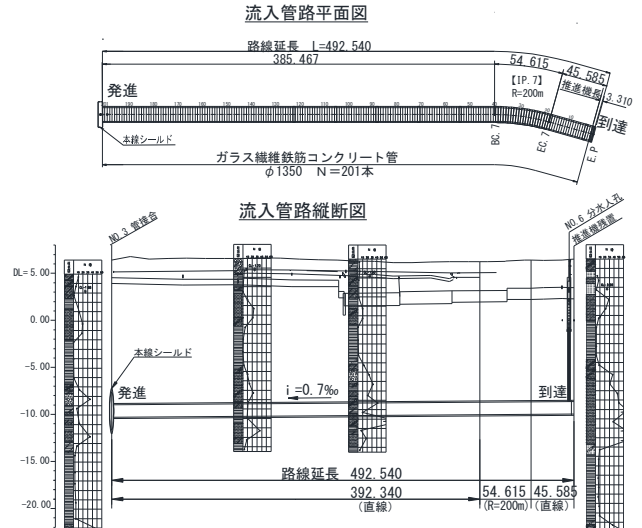 流入管路平面図
路線延長 L=492.540
385.467
54.615
45.585
3.310
【IP.7】
R=200m
推進機長
発進
到達
本線シールド
BC.7
EC.7
E.P
ガラス繊維鉄筋コンクリート管
φ1350 N=201本
流入管路縦断図
NO.3 管接合
NO.6 分水人孔
推進機残置
DL=5.00
0.00
-5.00
-10.00
-15.00
-20.00
本線シールド
発進
i=0.7‰
到達
路線延長 492.540
392.340
(直線)
54.615
(R=200m)
45.585
(直線)